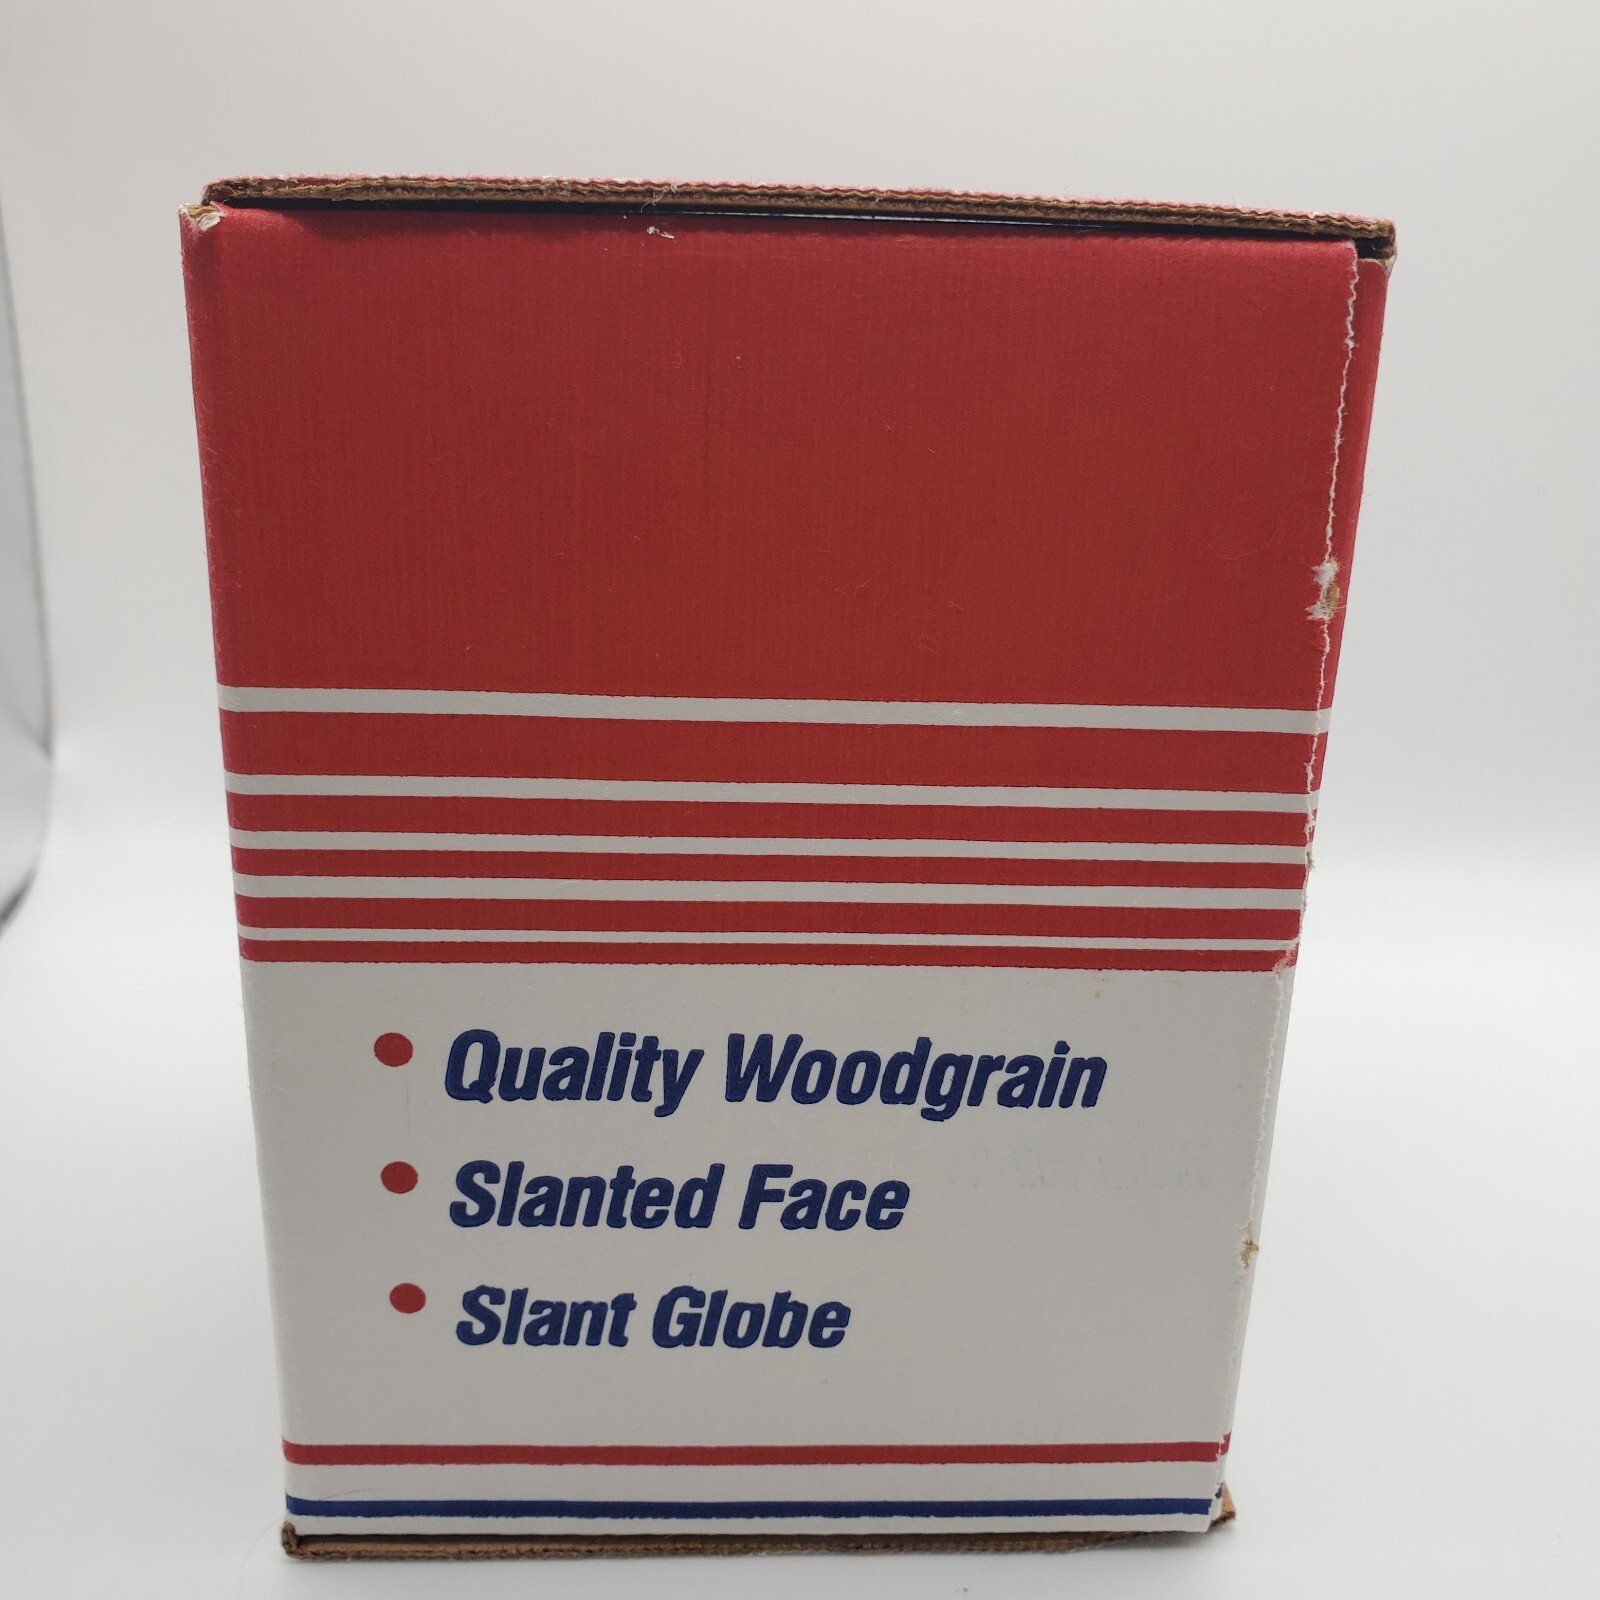 • Quality Woodgrain
• Slanted Face
• Slant Globe